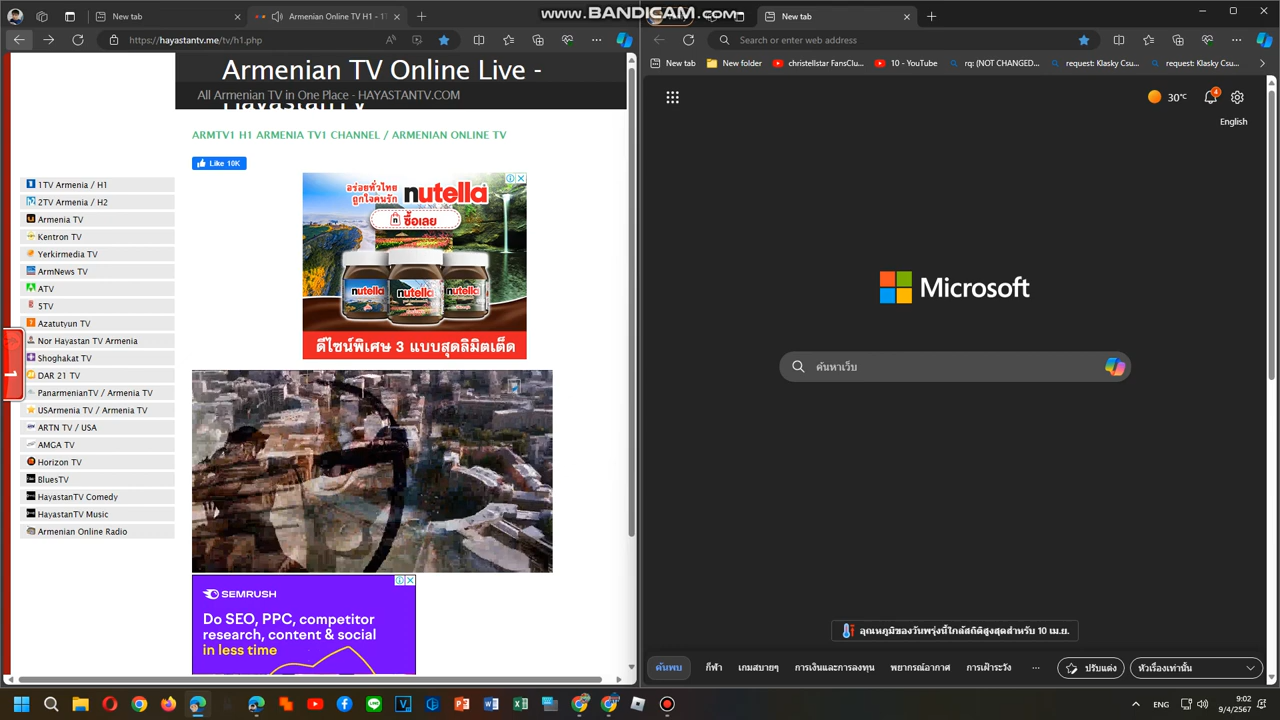 www.BANDICAM.com
New tab
Armenian Online TV H1 - 1T
https://hayastantv.me/tv/h1.php
Armenian TV Online Live -
HayastanTV
All Armenian TV in One Place - HAYASTANTV.COM
ARMTV1 H1 ARMENIA TV1 CHANNEL / ARMENIAN ONLINE TV
Like 10K
1TV Armenia / H1
2TV Armenia / H2
Armenia TV
Kentron TV
Yerkirmedia TV
ArmNews TV
ATV
5TV
Azatutyun TV
Nor Hayastan TV Armenia
Shoghakat TV
DAR 21 TV
PanarmenianTV / Armenia TV
USArmenia TV / Armenia TV
ARTN TV / USA
AMGA TV
Horizon TV
BluesTV
HayastanTV Comedy
HayastanTV Music
Armenian Online Radio
1
อร่อยทั่วไทย
ถูกใจคนรัก nutella
ซื้อเลย
nutella nutella nutella
ดีไซน์พิเศษ 3 แบบสุดลิมิตเต็ด
SEMRUSH
Do SEO, PPC, competitor
research, content & social
in less time
New tab
Search or enter web address
New tab
New folder
christellstar FansClu...
10 - YouTube
rq: (NOT CHANGED...
request: Klasky Csu...
request: Klasky Csu...
30°C
4
English
Microsoft
ค้นหาเว็บ
อุณหภูมิของวันพรุ่งนี้ใกล้สถิติสูงสุดสำหรับ 10 เม.ย.
ค้นพบ
กีฬา
เกมสบายๆ
การเงินและการลงทุน
พยากรณ์อากาศ
การเฝ้าระวัง
...
ปรับแต่ง
หัวเรื่องเท่านั้น
ENG
9:02
9/4/2567